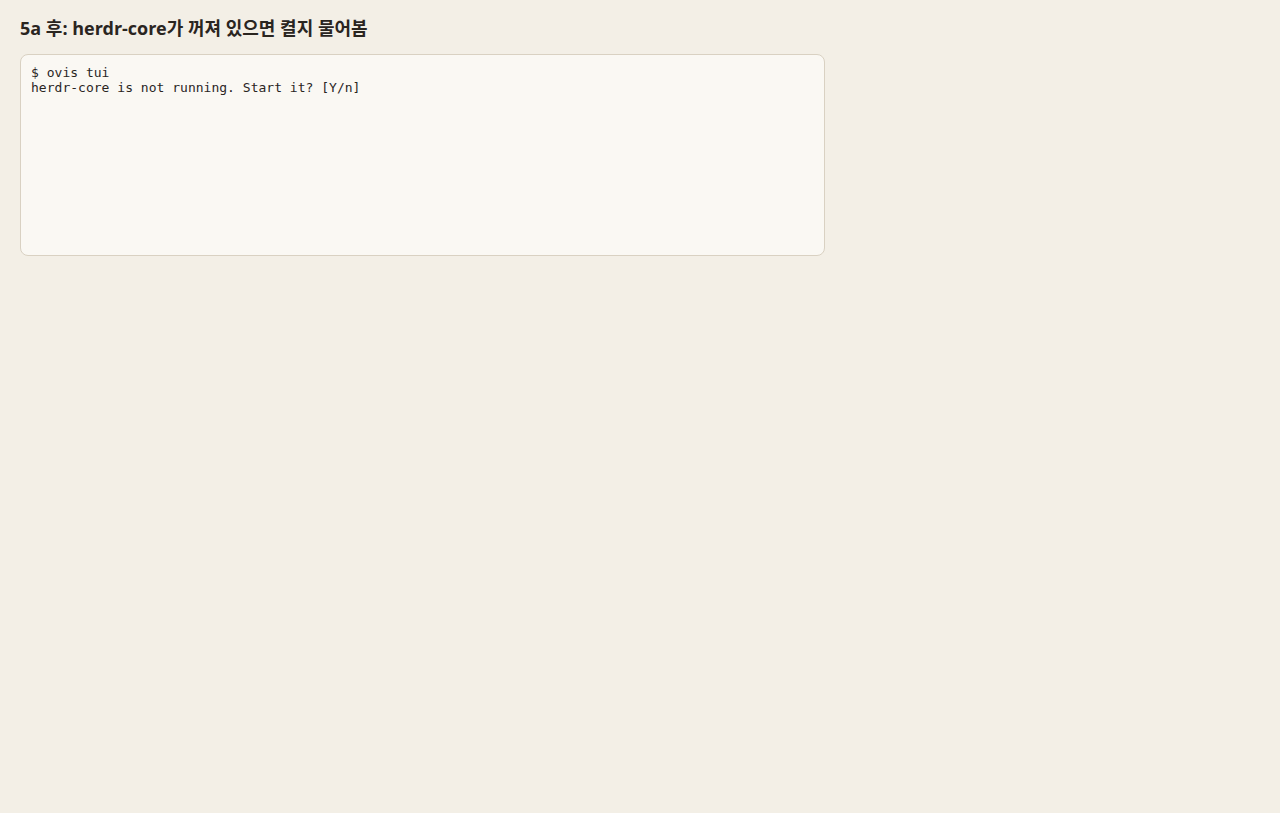 5a 후: herdr-core가 꺼져 있으면 켤지 물어봄
$ ovis tui
herdr-core is not running. Start it? [Y/n]